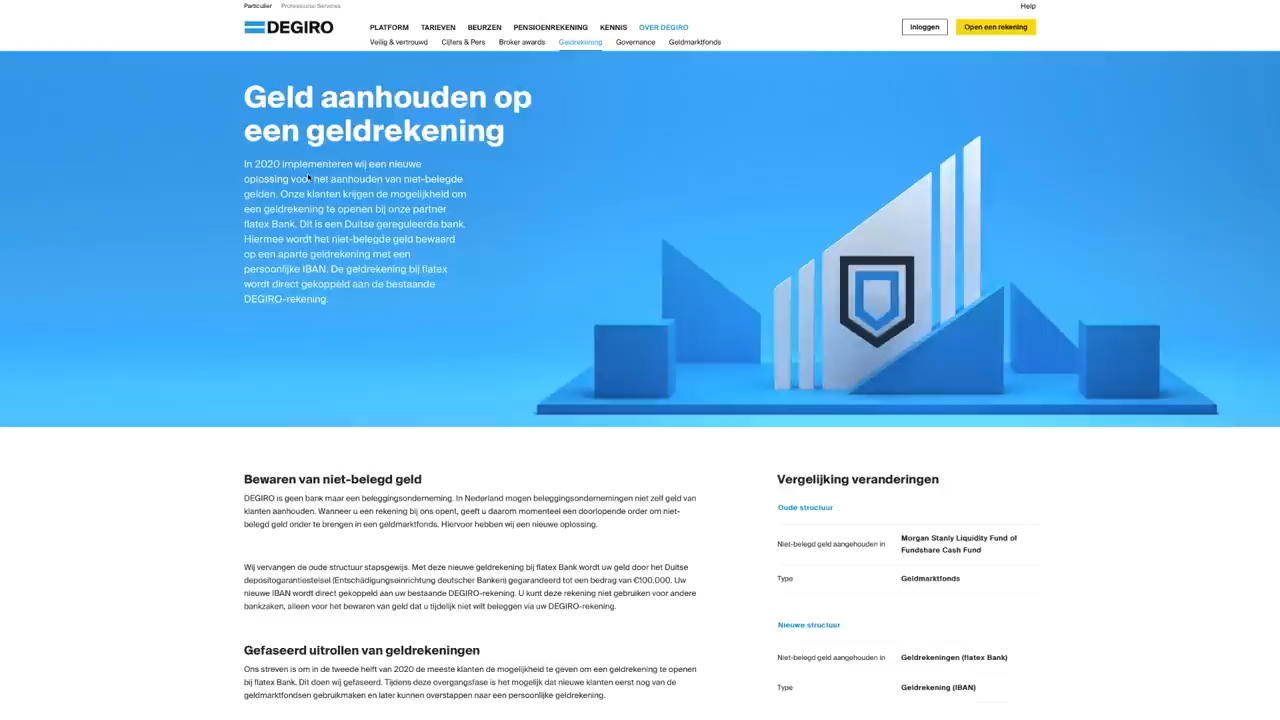 Particulier Professional Services Help
DEGIRO PLATFORM TARIEVEN BEURZEN PENSIOENREKENING KENNIS OVER DEGIRO Inloggen Open een rekening
Veilig & vertrouwd Cijfers & Pers Broker awards Geldrekening Governance Geldmarktfonds
Geld aanhouden op
een geldrekening
In 2020 implementeren wij een nieuwe
oplossing voor het aanhouden van niet-belegde
gelden. Onze klanten krijgen de mogelijkheid om
een geldrekening te openen bij onze partner
flatex Bank. Dit is een Duitse gereguleerde bank.
Hiermee wordt het niet-belegde geld bewaard
op een aparte geldrekening met een
persoonlijke IBAN. De geldrekening bij flatex
wordt direct gekoppeld aan de bestaande
DEGIRO-rekening.
Bewaren van niet-belegd geld
DEGIRO is geen bank maar een beleggingsonderneming. In Nederland mogen beleggingsondernemingen niet zelf geld van
klanten aanhouden. Wanneer u een rekening bij ons opent, geeft u daarom momenteel een doorlopende order om niet-
belegd geld onder te brengen in een geldmarktfonds. Hiervoor hebben wij een nieuwe oplossing.
Wij vervangen de oude structuur stapsgewijs. Met deze nieuwe geldrekening bij flatex Bank wordt uw geld door het Duitse
depositogarantiestelsel (Entschädigungseinrichtung deutscher Banken) gegarandeerd tot een bedrag van €100.000. Uw
nieuwe IBAN wordt direct gekoppeld aan uw bestaande DEGIRO-rekening. U kunt deze rekening niet gebruiken voor andere
bankzaken, alleen voor het bewaren van geld dat u tijdelijk niet wilt beleggen via uw DEGIRO-rekening.
Gefaseerd uitrollen van geldrekeningen
Ons streven is om in de tweede helft van 2020 de meeste klanten de mogelijkheid te geven om een geldrekening te openen
bij flatex Bank. Dit doen wij gefaseerd. Tijdens deze overgangsfase is het mogelijk dat nieuwe klanten eerst nog van de
geldmarktfondsen gebruikmaken en later kunnen overstappen naar een persoonlijke geldrekening.
Vergelijking veranderingen
Oude structuur
Niet-belegd geld aangehouden in Morgan Stanly Liquidity Fund of
Fundshare Cash Fund
Type Geldmarktfonds
Nieuwe structuur
Niet-belegd geld aangehouden in Geldrekeningen (flatex Bank)
Type Geldrekening (IBAN)